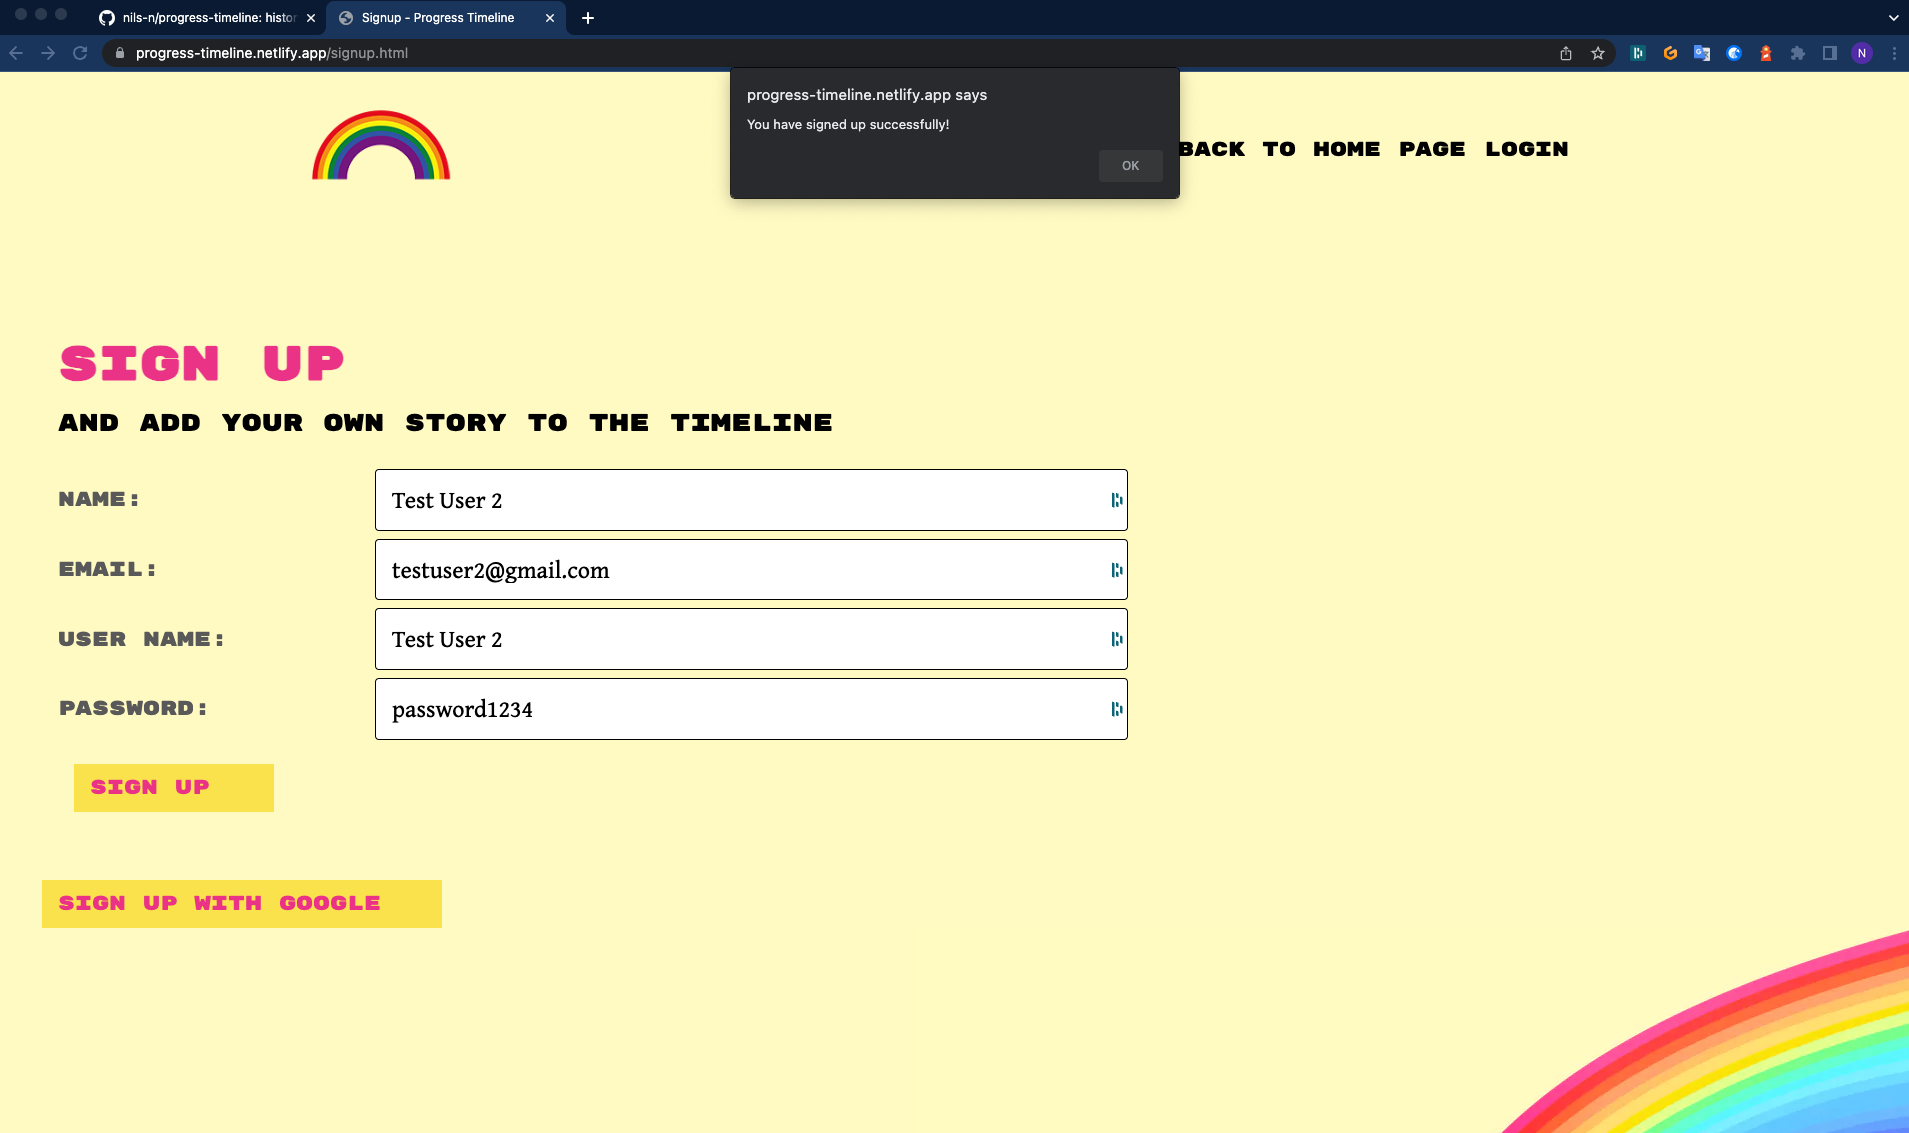 nils-n/progress-timeline: histor
Signup - Progress Timeline
progress-timeline.netlify.app/signup.html
N
progress-timeline.netlify.app says
You have signed up successfully!
OK
BACK TO HOME PAGE LOGIN
SIGN UP
AND ADD YOUR OWN STORY TO THE TIMELINE
NAME: Test User 2
EMAIL: testuser2@gmail.com
USER NAME: Test User 2
PASSWORD: password1234
SIGN UP
SIGN UP WITH GOOGLE